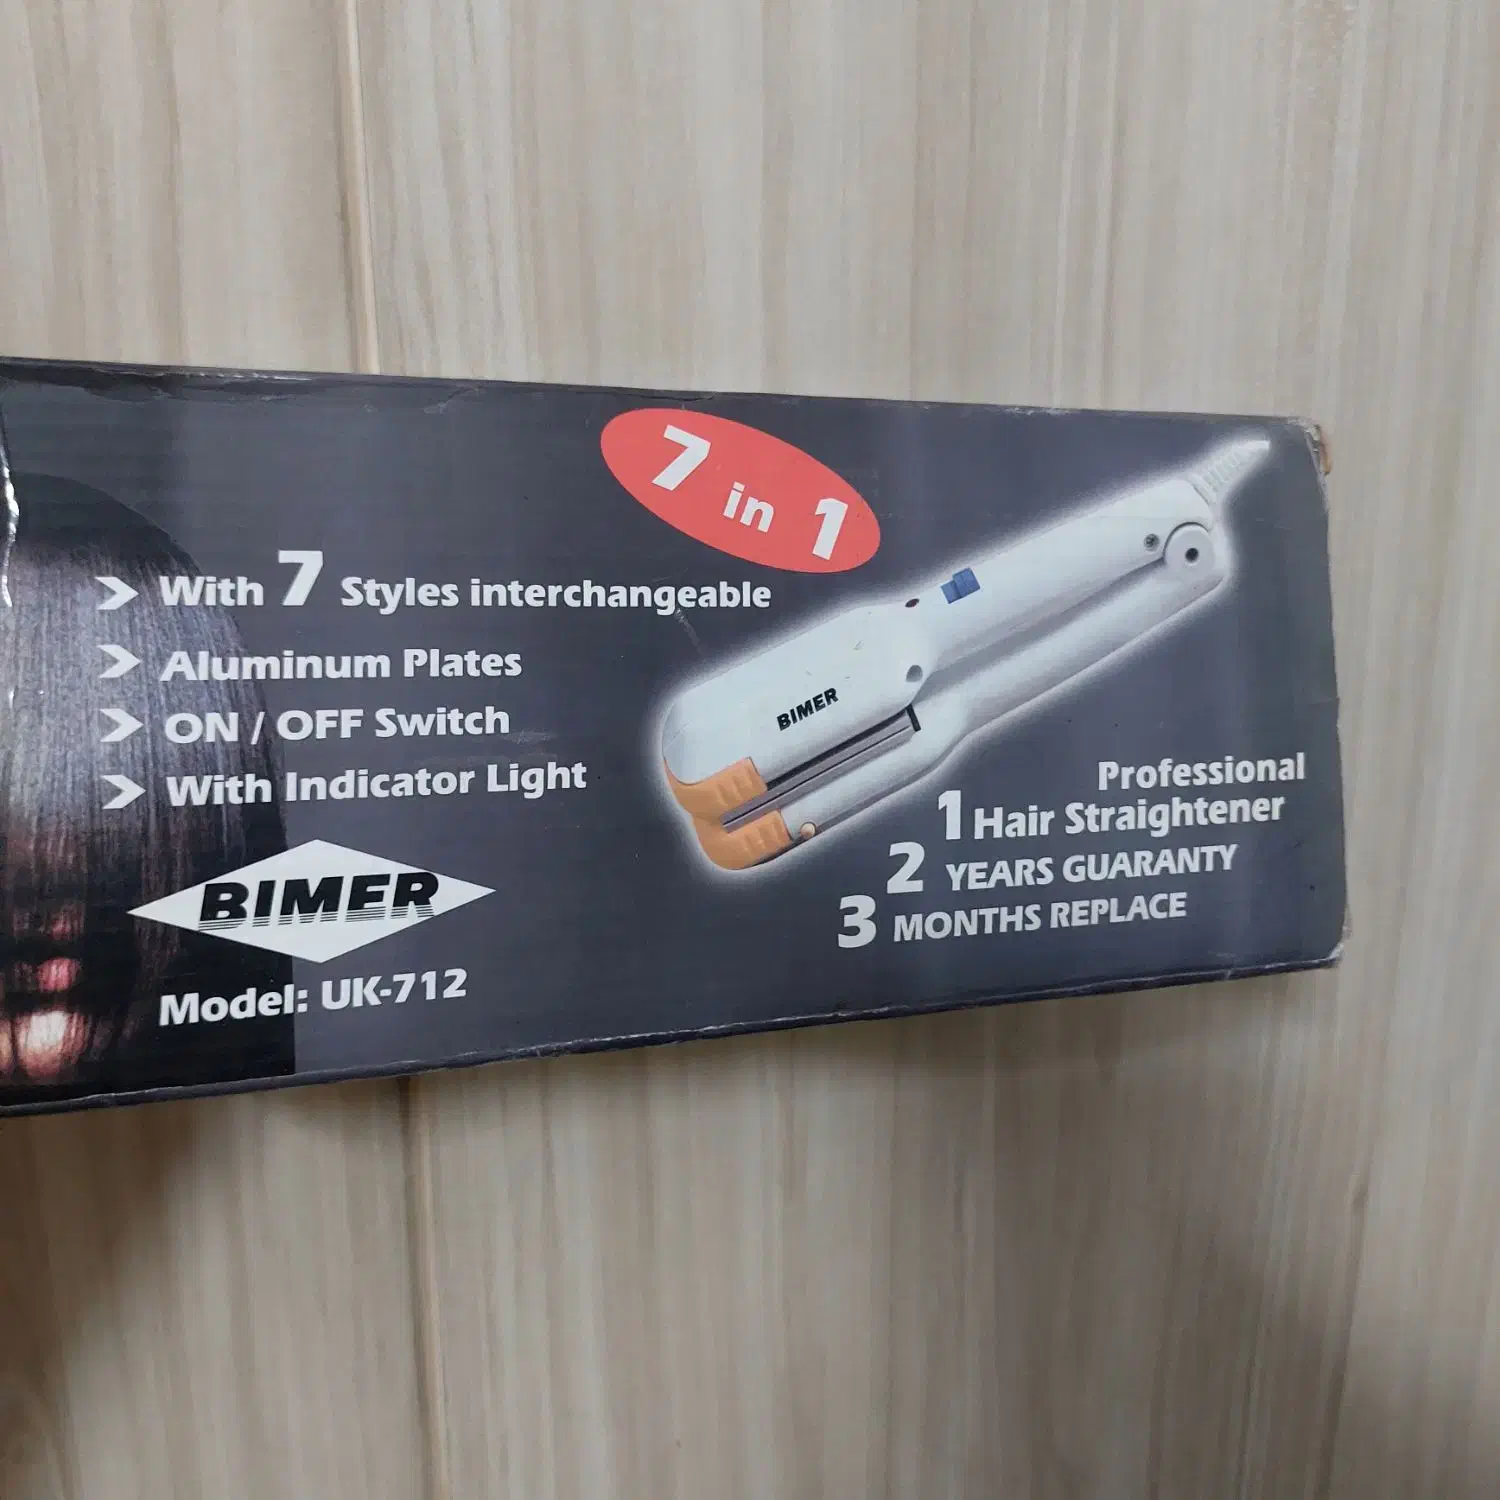 7 in 1
With 7 Styles interchangeable
Aluminum Plates
ON / OFF Switch
With Indicator Light
BIMER
Model: UK-712
BIMER
Professional
1 Hair Straightener
2 YEARS GUARANTY
3 MONTHS REPLACE